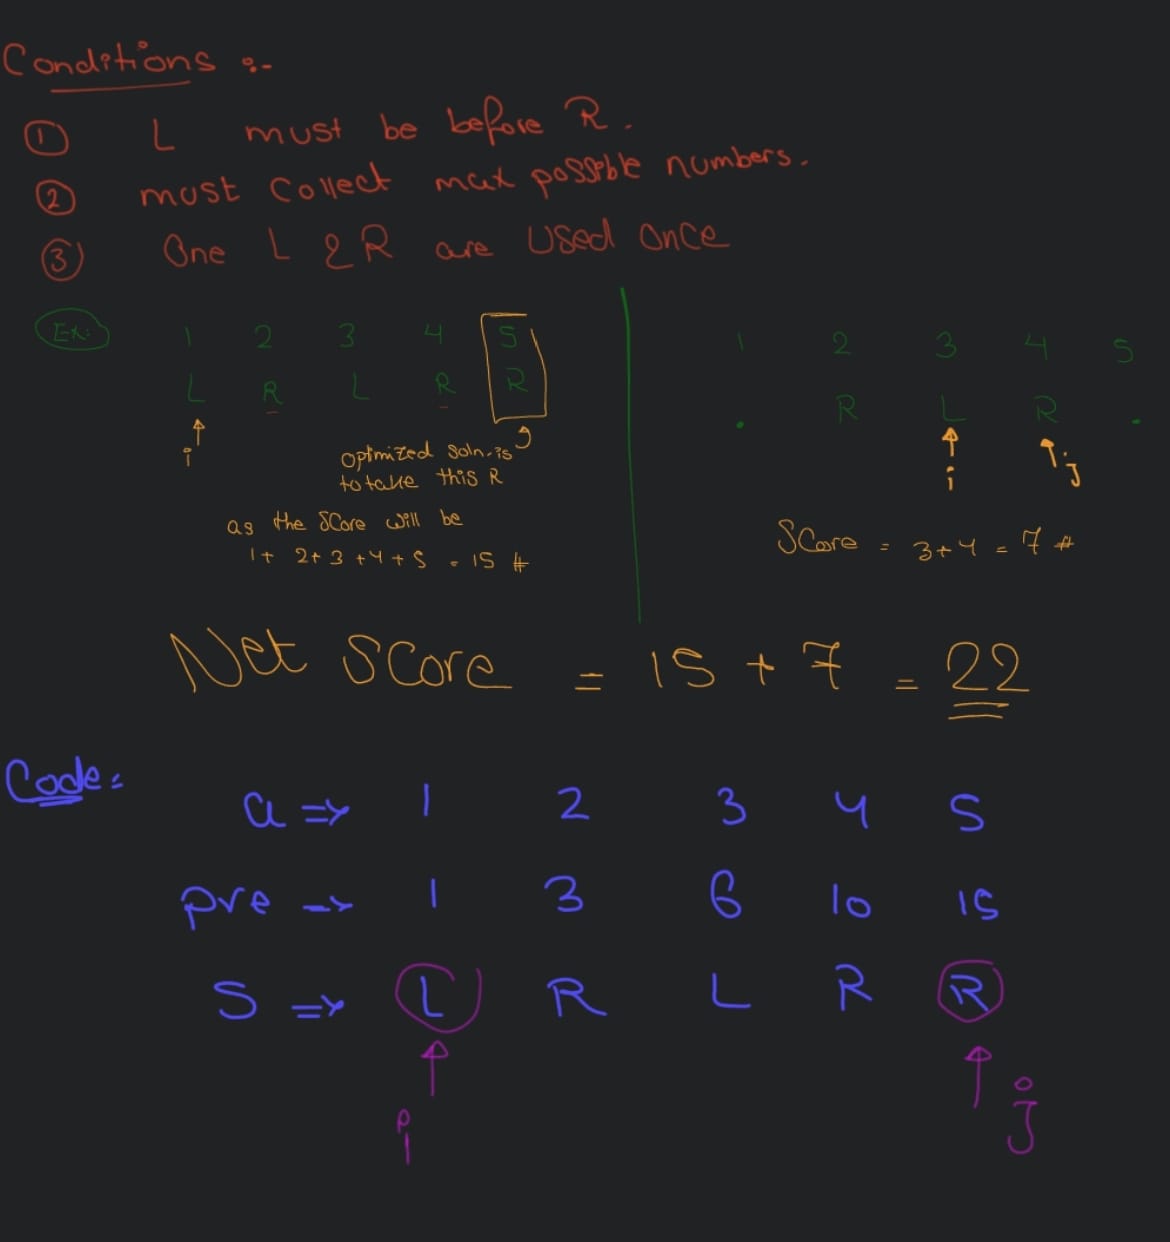 Conditions :-
① L must be before R.
② must Collect max possible numbers.
③ One L & R are Used Once
Ex: 1 2 3 4 5
L R L R R
i j
optimized soln. is
to take this R
as the Score will be
1 + 2 + 3 + 4 + 5 = 15 #
1 2 3 4 5
. R L R .
i j
SCore = 3+4 = 7 #
Net SCore = 15 + 7 = 22
Code:
a => 1 2 3 4 5
pre => 1 3 6 10 15
S => L R L R R
i j